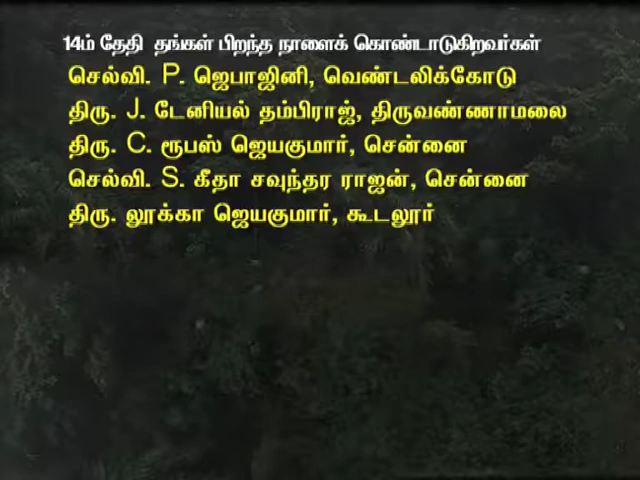 14ம் தேதி தங்கள் பிறந்த நாளைக் கொண்டாடுகிறவர்கள்
செல்வி. P. ஜெபாஜினி, வெண்டலிக்கோடு
திரு. J. டேனியல் தம்பிராஜ், திருவண்ணாமலை
திரு. C. ரூபஸ் ஜெயகுமார், சென்னை
செல்வி. S. கீதா சவுந்தர ராஜன், சென்னை
திரு. லூக்கா ஜெயகுமார், கூடலூர்